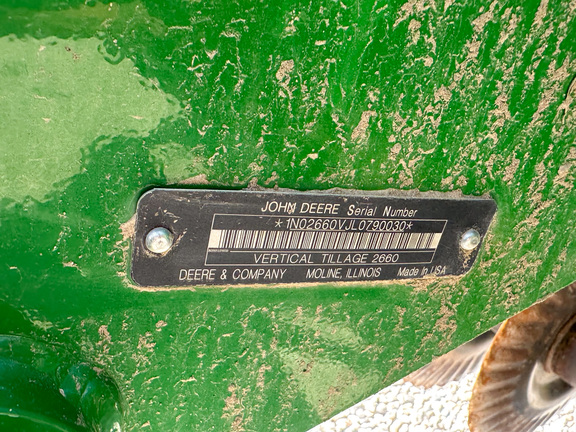 JOHN DEERE Serial Number
*1N02660VJL0790030*
VERTICAL TILLAGE 2660
DEERE & COMPANY MOLINE, ILLINOIS Made In USA